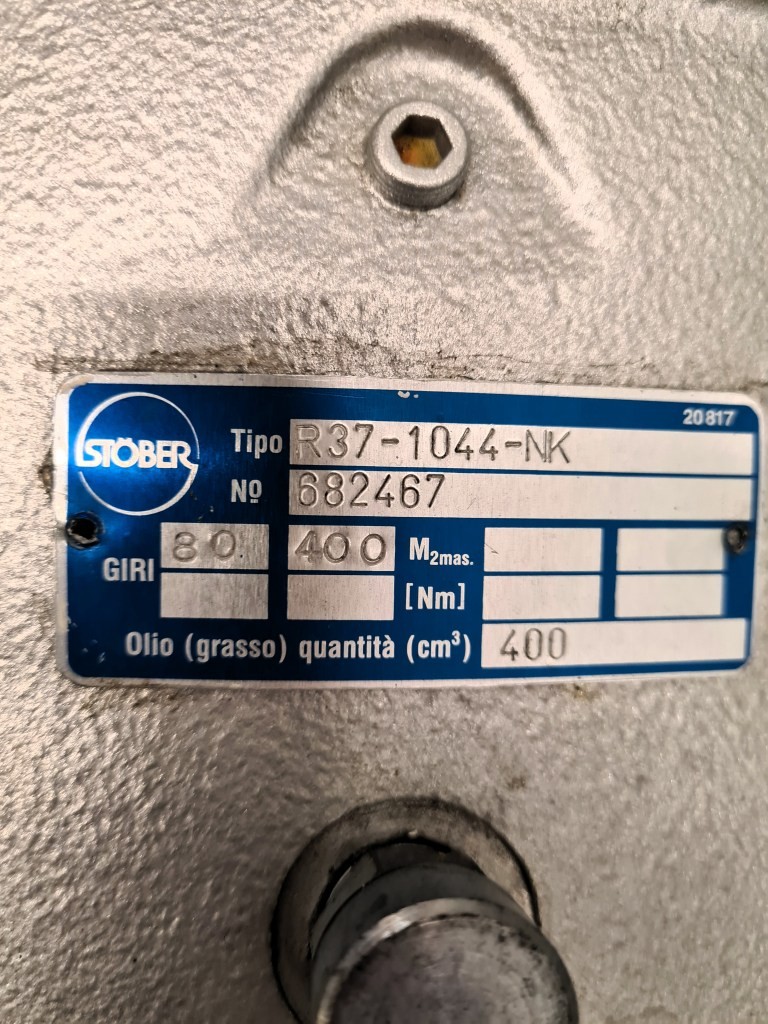 20817
STÖBER
Tipo R37-1044-NK
Nº 682467
GIRI 80 400 M2mas.
[Nm]
Olio (grasso) quantità (cm³) 400